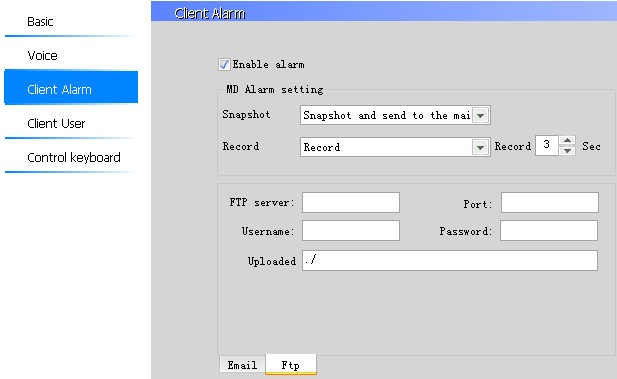 Client Alarm
Basic
Voice
Client Alarm
Client User
Control keyboard
Enable alarm
MD Alarm setting
Snapshot Snapshot and send to the mai
Record Record Record 3 Sec
FTP server: Port:
Username: Password:
Uploaded ./
Email Ftp